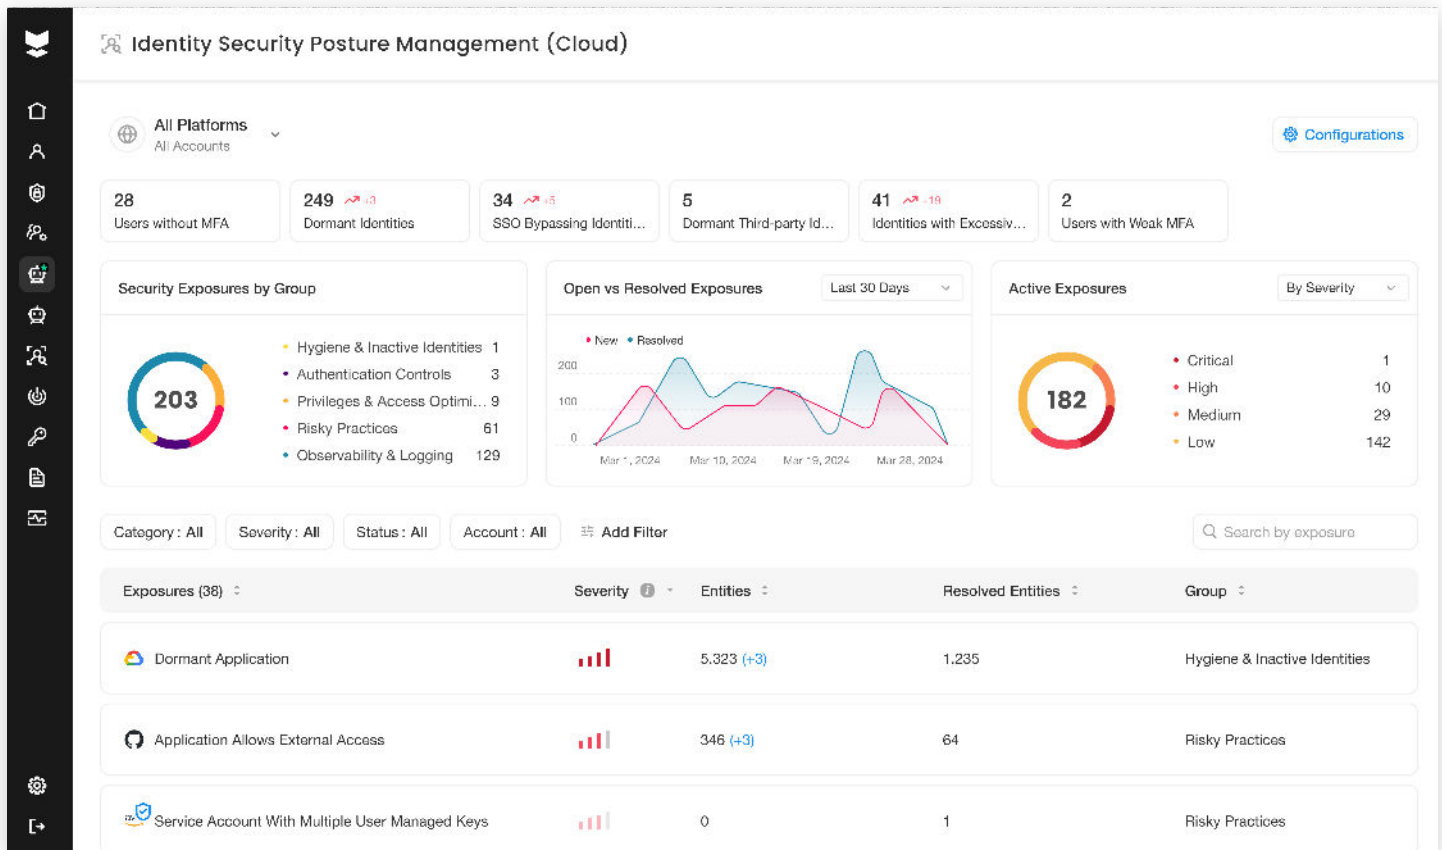 Identity Security Posture Management (Cloud)
All Platforms
All Accounts
Configurations
28
Users without MFA
249 +3
Dormant Identities
34 +5
SSO Bypassing Identiti...
5
Dormant Third-party Id...
41
Identities with Excessiv...
2
Users with Weak MFA
Security Exposures by Group
203
Hygiene & Inactive Identities 1
Authentication Controls 3
Privileges & Access Optimi... 9
Risky Practices 61
Observability & Logging 129
Open vs Resolved Exposures
Last 30 Days
New Resolved
200
100
0
Mar 1, 2024 Mar 10, 2024 Mar 19, 2024 Mar 28, 2024
Active Exposures
By Severity
182
Critical 1
High 10
Medium 29
Low 142
Category : All
Severity : All
Status : All
Account : All
Add Filter
Search by exposure
Exposures (38) Severity Entities Resolved Entities Group
Dormant Application 5.323 (+3) 1.235 Hygiene & Inactive Identities
Application Allows External Access 346 (+3) 64 Risky Practices
Service Account With Multiple User Managed Keys 0 1 Risky Practices